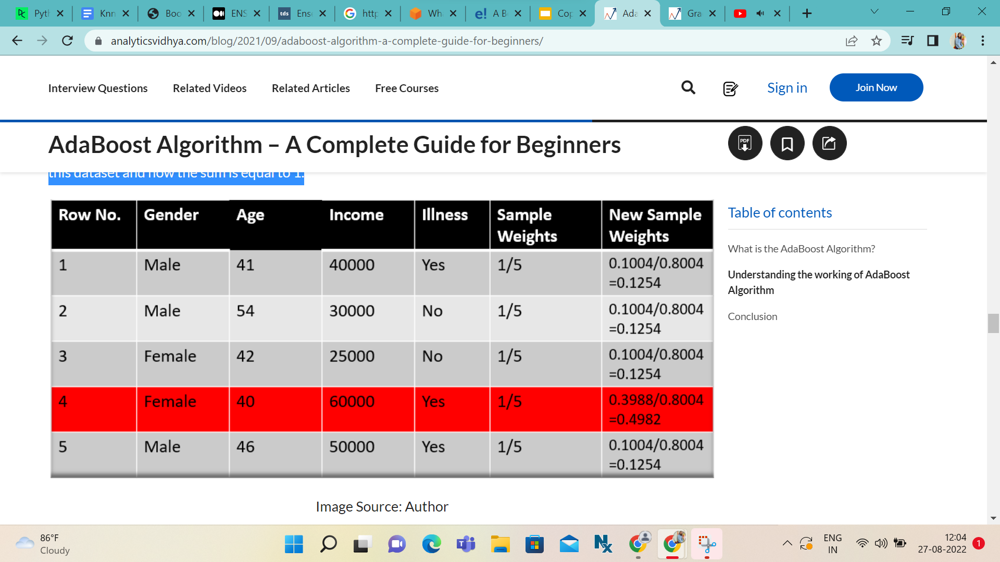 Pyth
Knn
Boo
ENS
tds Ens
http
Wh
e! A B
Cop
Ada
Gra
analyticsvidhya.com/blog/2021/09/adaboost-algorithm-a-complete-guide-for-beginners/
Interview Questions Related Videos Related Articles Free Courses Sign in Join Now
AdaBoost Algorithm – A Complete Guide for Beginners
PDF
this dataset and now the sum is equal to 1.
Row No. Gender Age Income Illness Sample Weights New Sample Weights
1 Male 41 40000 Yes 1/5 0.1004/0.8004 =0.1254
2 Male 54 30000 No 1/5 0.1004/0.8004 =0.1254
3 Female 42 25000 No 1/5 0.1004/0.8004 =0.1254
4 Female 40 60000 Yes 1/5 0.3988/0.8004 =0.4982
5 Male 46 50000 Yes 1/5 0.1004/0.8004 =0.1254
Image Source: Author
Table of contents
What is the AdaBoost Algorithm?
Understanding the working of AdaBoost
Algorithm
Conclusion
86°F
Cloudy
ENG
IN
12:04
27-08-2022
1